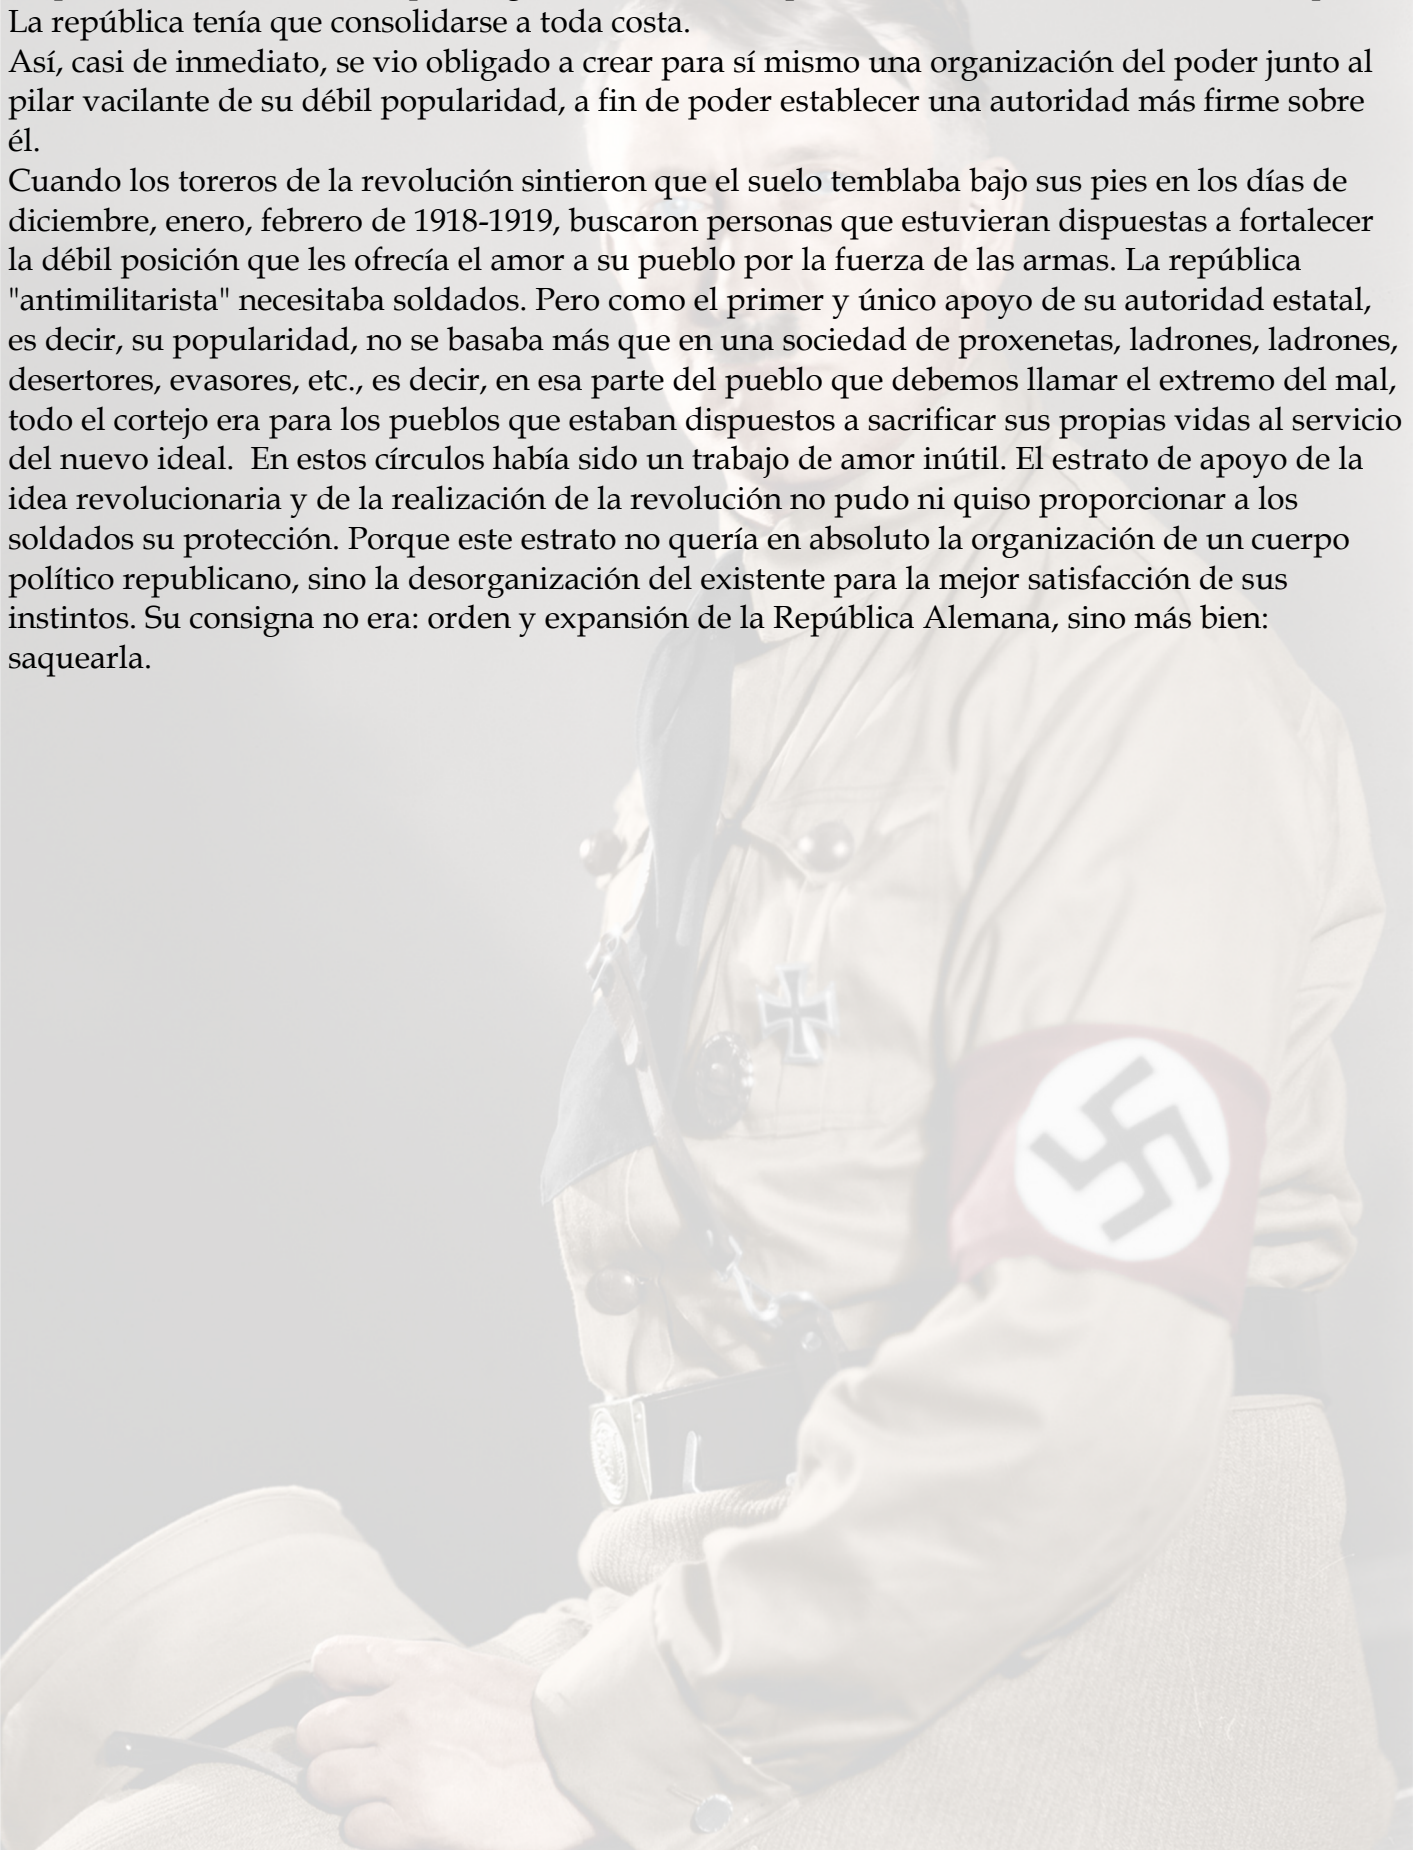 La república tenía que consolidarse a toda costa.
Así, casi de inmediato, se vio obligado a crear para sí mismo una organización del poder junto al
pilar vacilante de su débil popularidad, a fin de poder establecer una autoridad más firme sobre
él.
Cuando los toreros de la revolución sintieron que el suelo temblaba bajo sus pies en los días de
diciembre, enero, febrero de 1918-1919, buscaron personas que estuvieran dispuestas a fortalecer
la débil posición que les ofrecía el amor a su pueblo por la fuerza de las armas. La república
"antimilitarista" necesitaba soldados. Pero como el primer y único apoyo de su autoridad estatal,
es decir, su popularidad, no se basaba más que en una sociedad de proxenetas, ladrones, ladrones,
desertores, evasores, etc., es decir, en esa parte del pueblo que debemos llamar el extremo del mal,
todo el cortejo era para los pueblos que estaban dispuestos a sacrificar sus propias vidas al servicio
del nuevo ideal.  En estos círculos había sido un trabajo de amor inútil. El estrato de apoyo de la
idea revolucionaria y de la realización de la revolución no pudo ni quiso proporcionar a los
soldados su protección. Porque este estrato no quería en absoluto la organización de un cuerpo
político republicano, sino la desorganización del existente para la mejor satisfacción de sus
instintos. Su consigna no era: orden y expansión de la República Alemana, sino más bien:
saquearla.